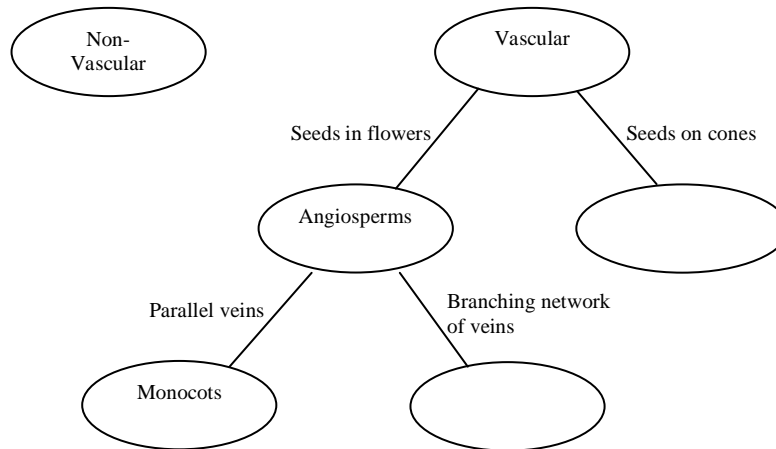 Non-
Vascular
Vascular
Seeds in flowers
Seeds on cones
Angiosperms
Parallel veins
Branching network
of veins
Monocots